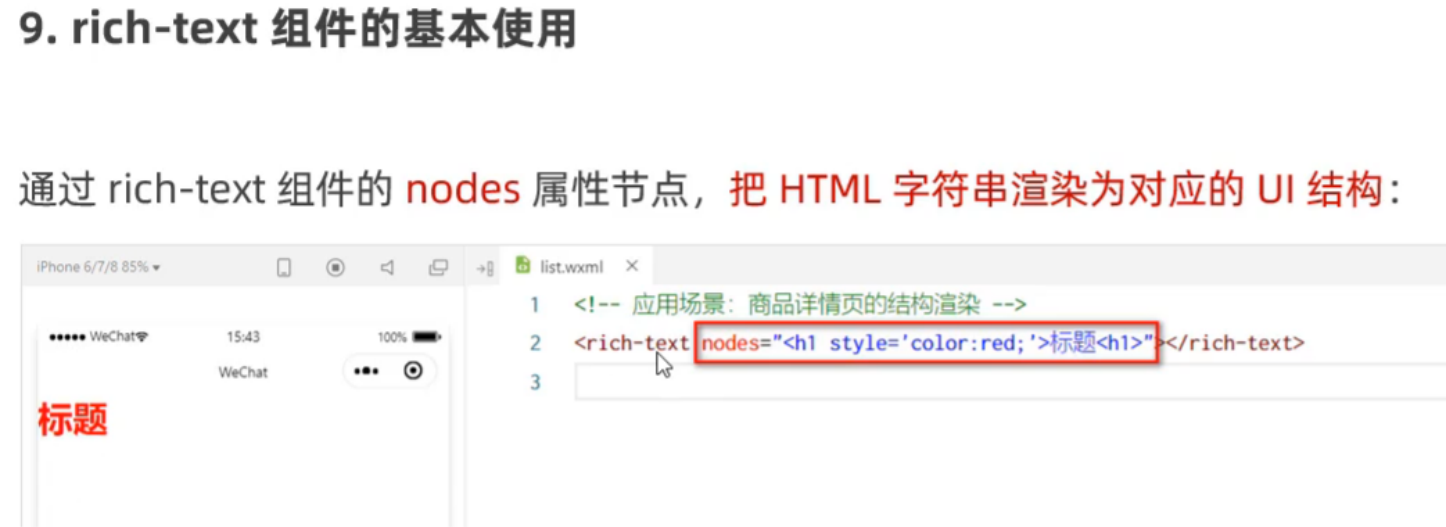 9. rich-text 组件的基本使用
通过 rich-text 组件的 nodes 属性节点，把 HTML 字符串渲染为对应的 UI 结构：
iPhone 6/7/8 85%
list.wxml
1 <!-- 应用场景：商品详情页的结构渲染 -->
WeChat 15:43 100%
2 <rich-text nodes="<h1 style='color:red;'>标题<h1>"></rich-text>
WeChat
3
标题